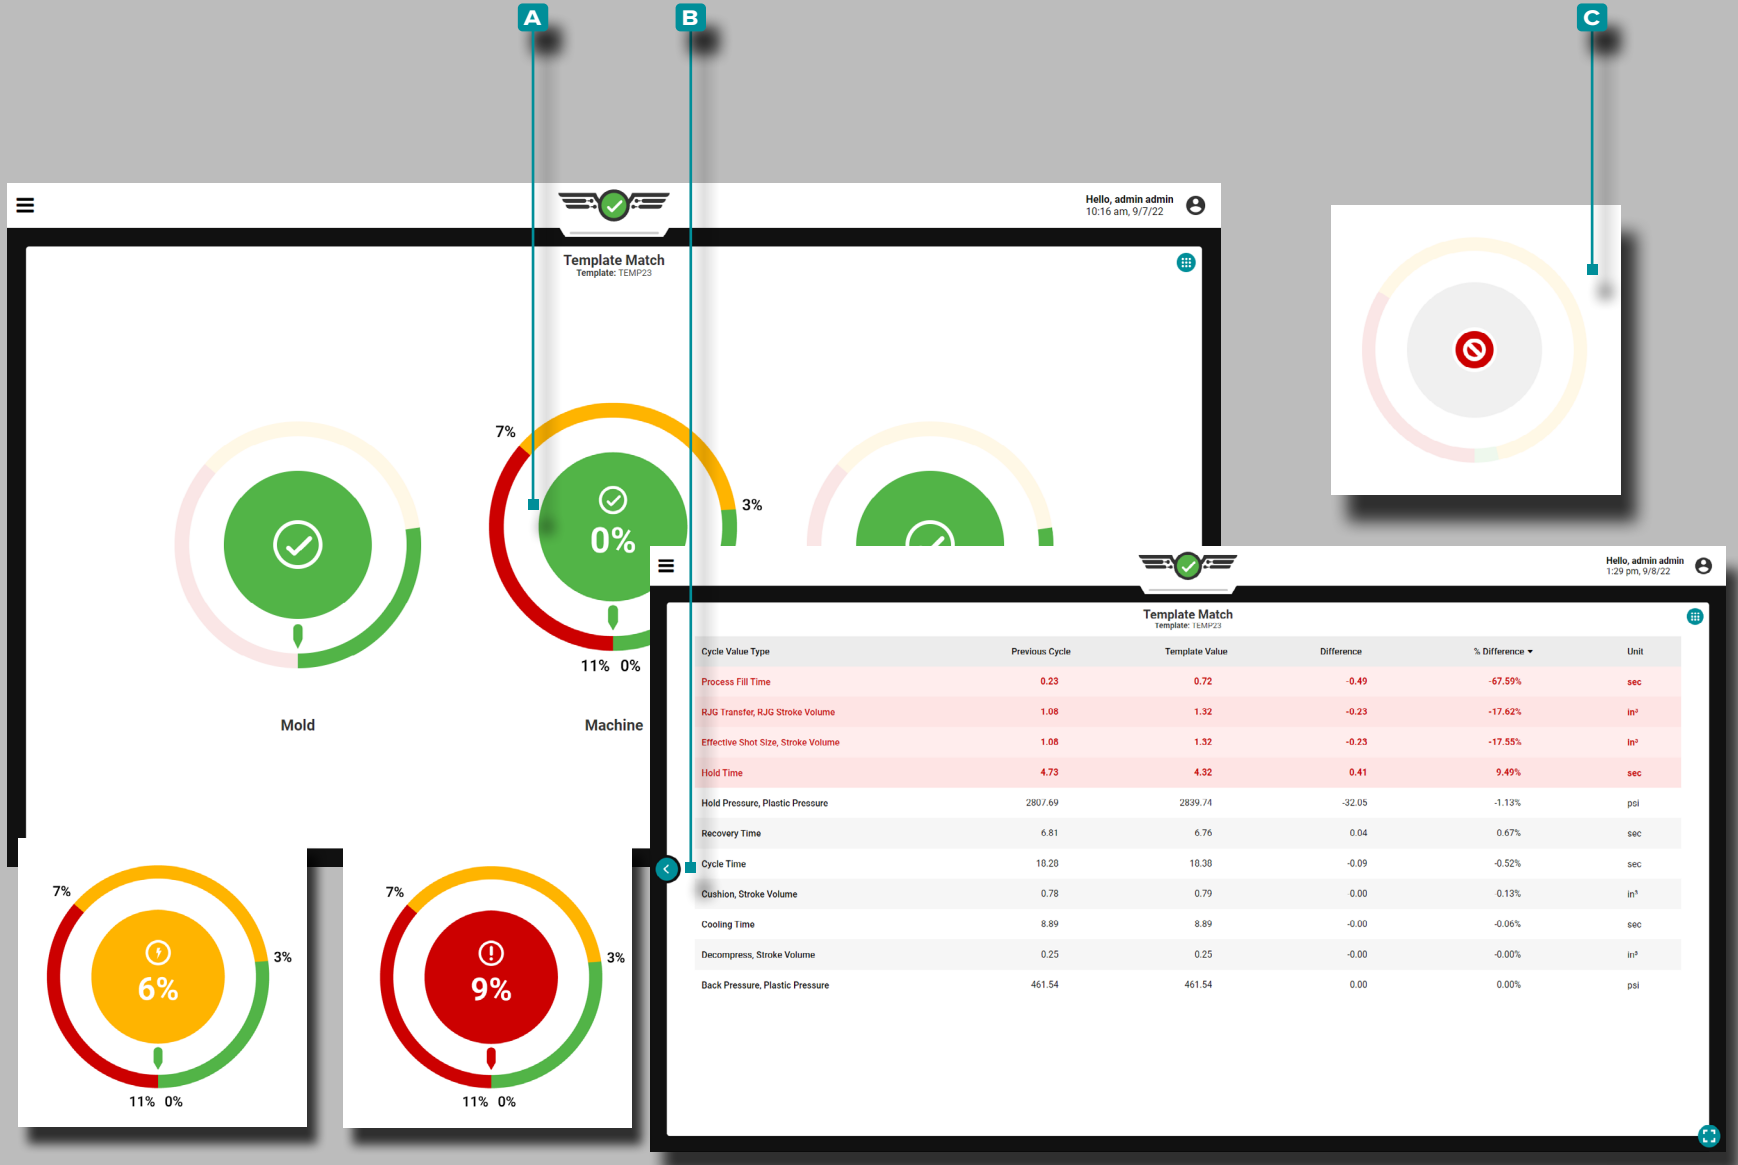 A B C
Hello, admin admin
10:16 am, 9/7/22
Template Match
Template: TEMP23
7%
3%
0%
11% 0%
Mold
Machine
Hello, admin admin
1:29 pm, 9/8/22
Template Match
Template: TEMP23
Cycle Value Type Previous Cycle Template Value Difference % Difference Unit
Process Fill Time 0.23 0.72 -0.49 -67.59% sec
RJG Transfer, RJG Stroke Volume 1.08 1.32 -0.23 -17.62% in³
Effective Shot Size, Stroke Volume 1.08 1.32 -0.23 -17.55% in³
Hold Time 4.73 4.32 0.41 9.49% sec
Hold Pressure, Plastic Pressure 2807.69 2839.74 -32.05 -1.13% psi
Recovery Time 6.81 6.76 0.04 0.67% sec
Cycle Time 18.28 18.38 -0.09 -0.52% sec
Cushion, Stroke Volume 0.78 0.79 0.00 -0.13% in³
Cooling Time 8.89 8.89 -0.00 -0.06% sec
Decompress, Stroke Volume 0.25 0.25 -0.00 -0.00% in³
Back Pressure, Plastic Pressure 461.54 461.54 0.00 0.00% psi
7%
3%
6%
11% 0%
7%
3%
9%
11% 0%